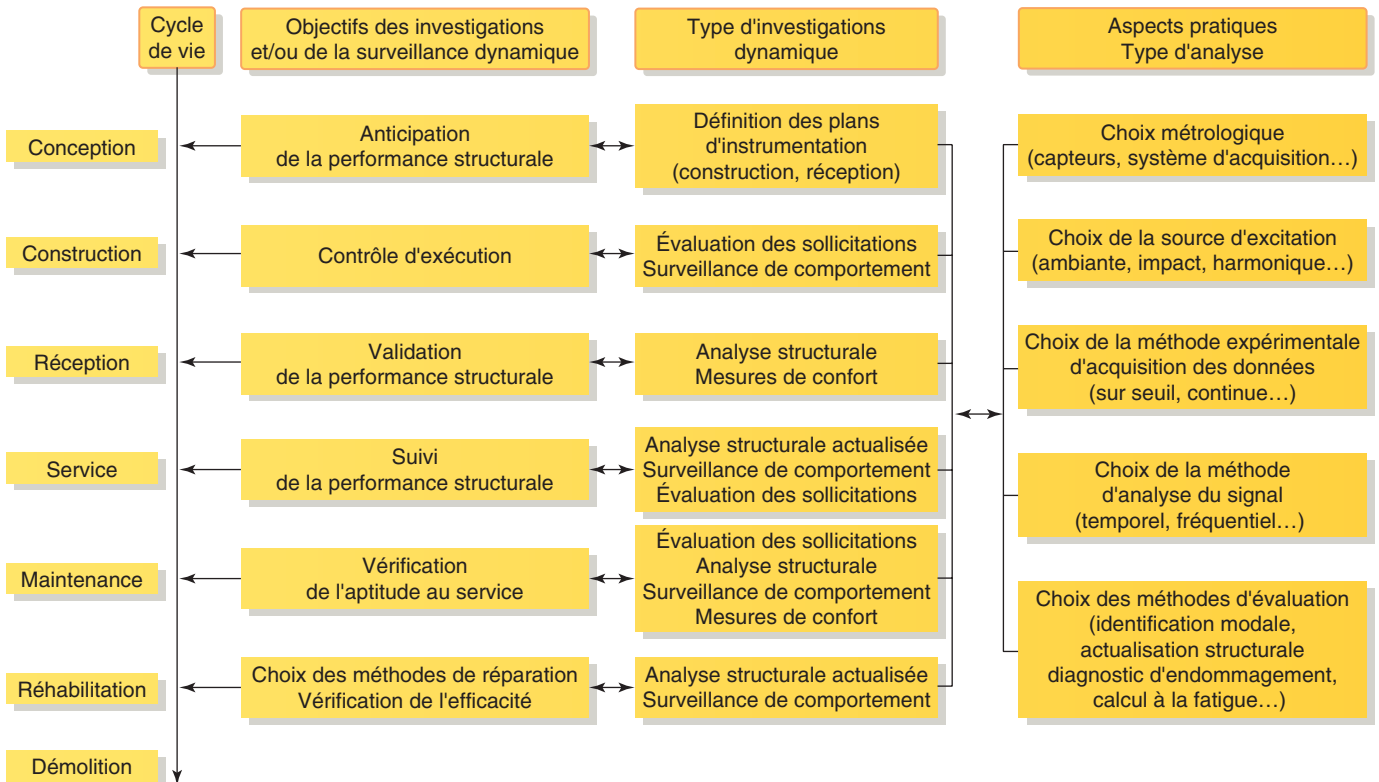 Cycle
de vie
Objectifs des investigations
et/ou de la surveillance dynamique
Type d'investigations
dynamique
Aspects pratiques
Type d'analyse
Conception
Anticipation
de la performance structurale
Définition des plans
d'instrumentation
(construction, réception)
Choix métrologique
(capteurs, système d'acquisition…)
Construction
Contrôle d'exécution
Évaluation des sollicitations
Surveillance de comportement
Choix de la source d'excitation
(ambiante, impact, harmonique…)
Réception
Validation
de la performance structurale
Analyse structurale
Mesures de confort
Choix de la méthode expérimentale
d'acquisition des données
(sur seuil, continue…)
Service
Suivi
de la performance structurale
Analyse structurale actualisée
Surveillance de comportement
Évaluation des sollicitations
Choix de la méthode
d'analyse du signal
(temporel, fréquentiel…)
Maintenance
Vérification
de l'aptitude au service
Évaluation des sollicitations
Analyse structurale
Surveillance de comportement
Mesures de confort
Choix des méthodes d'évaluation
(identification modale,
actualisation structurale
diagnostic d'endommagement,
calcul à la fatigue…)
Réhabilitation
Choix des méthodes de réparation
Vérification de l'efficacité
Analyse structurale actualisée
Surveillance de comportement
Démolition